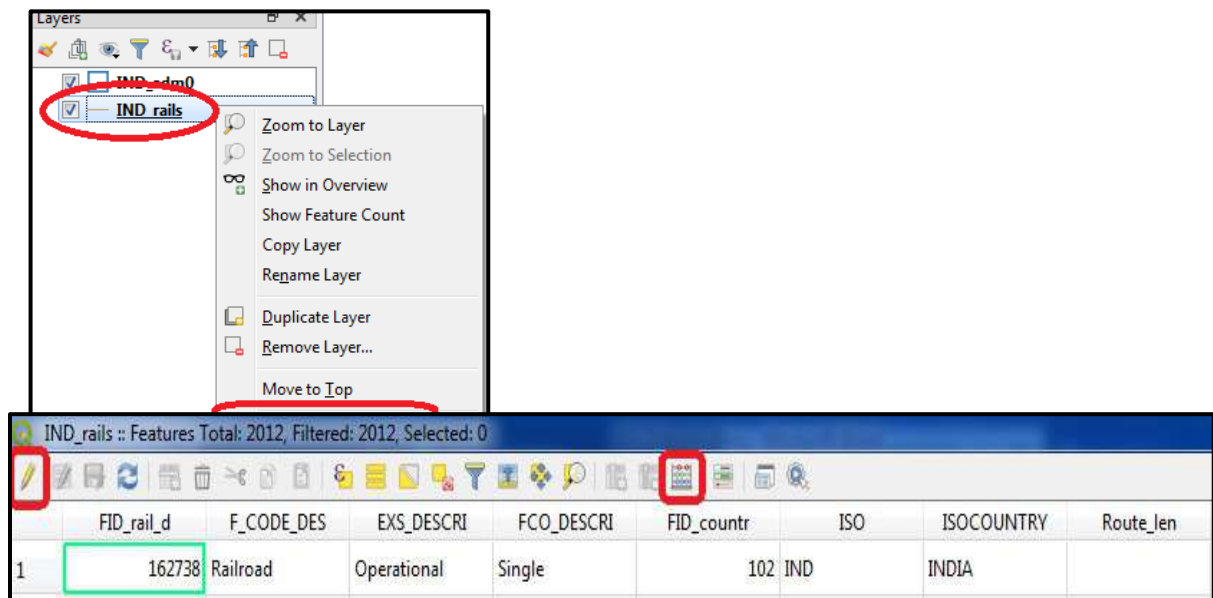 Layers
IND_adm0
IND_rails
Zoom to Layer
Zoom to Selection
Show in Overview
Show Feature Count
Copy Layer
Rename Layer
Duplicate Layer
Remove Layer...
Move to Top
IND_rails :: Features Total: 2012, Filtered: 2012, Selected: 0
FID_rail_d F_CODE_DES EXS_DESCRI FCO_DESCRI FID_countr ISO ISOCOUNTRY Route_len
1 162738 Railroad Operational Single 102 IND INDIA